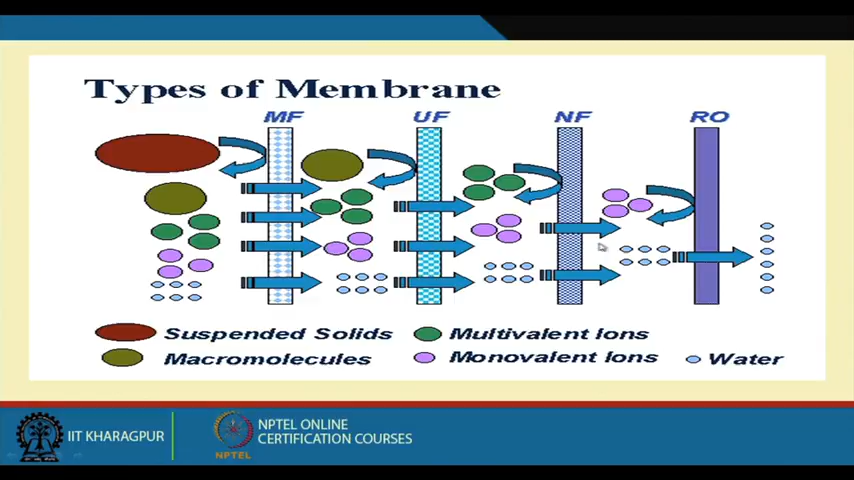 Types of Membrane
MF UF NF RO
Suspended Solids Multivalent Ions
Macromolecules Monovalent Ions Water
IIT KHARAGPUR
NPTEL
NPTEL ONLINE
CERTIFICATION COURSES